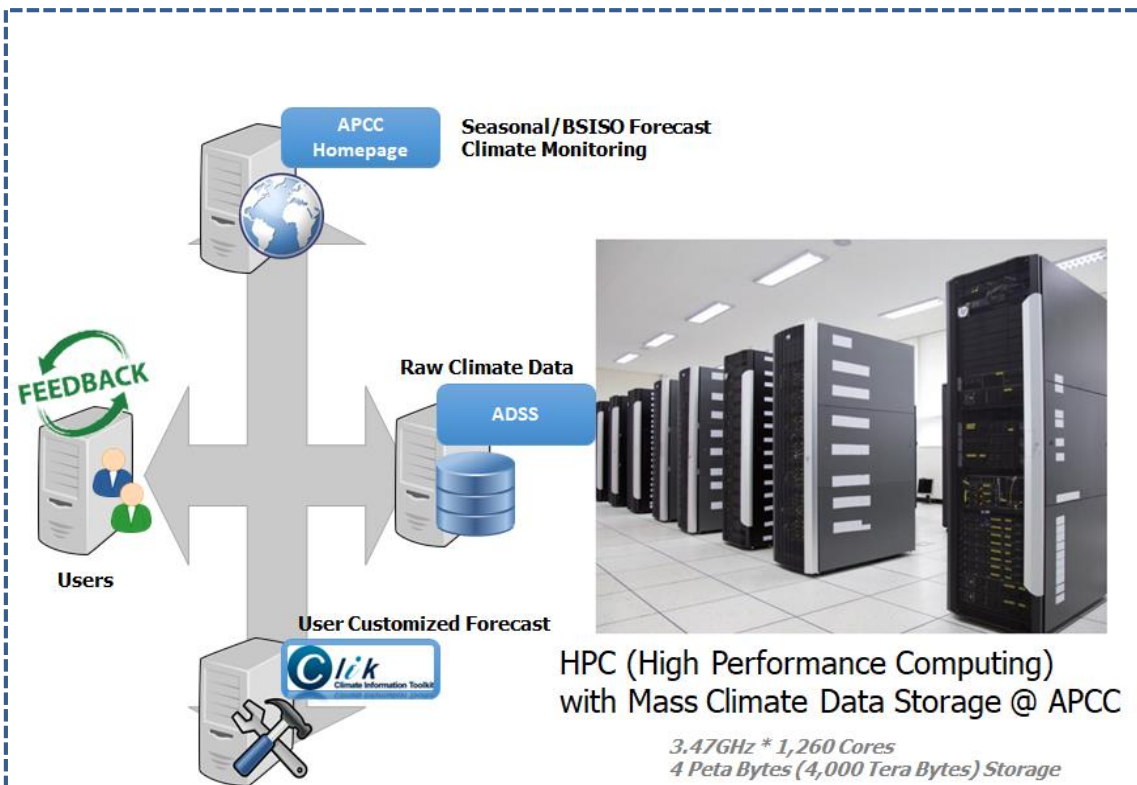 APCC
Homepage
Seasonal/BSISO Forecast
Climate Monitoring
FEEDBACK
Raw Climate Data
ADSS
Users
User Customized Forecast
Clik
Climate Information Toolkit
HPC (High Performance Computing)
with Mass Climate Data Storage @ APCC
3.47GHz * 1,260 Cores
4 Peta Bytes (4,000 Tera Bytes) Storage